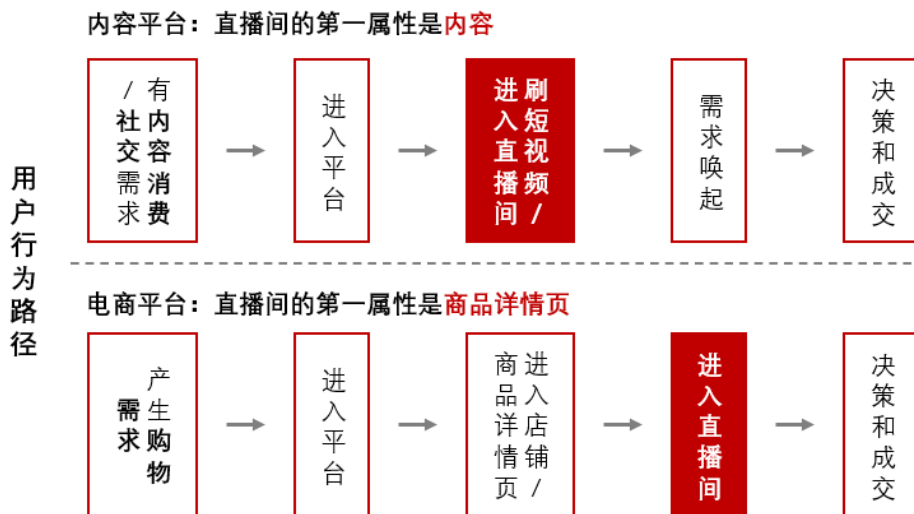 用户行为路径
内容平台：直播间的第一属性是内容
有内容消费
/社交需求
进入平台
刷短视频/
进入直播间
需求唤起
决策和成交
电商平台：直播间的第一属性是商品详情页
产生购物
需求
进入平台
进入店铺/
商品详情页
进入直播间
决策和成交